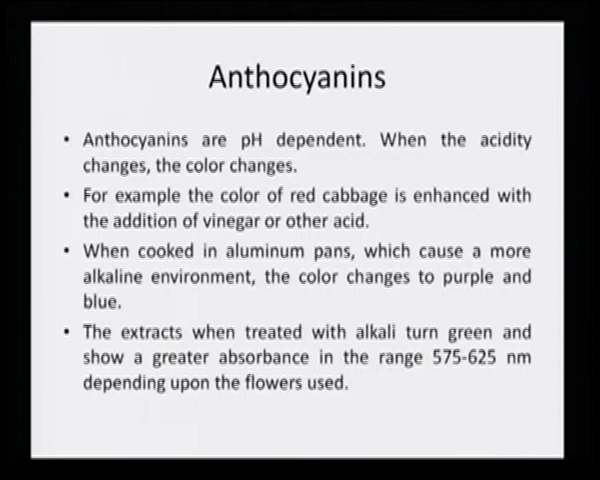 Anthocyanins
• Anthocyanins are pH dependent. When the acidity
changes, the color changes.
• For example the color of red cabbage is enhanced with
the addition of vinegar or other acid.
• When cooked in aluminum pans, which cause a more
alkaline environment, the color changes to purple and
blue.
• The extracts when treated with alkali turn green and
show a greater absorbance in the range 575-625 nm
depending upon the flowers used.